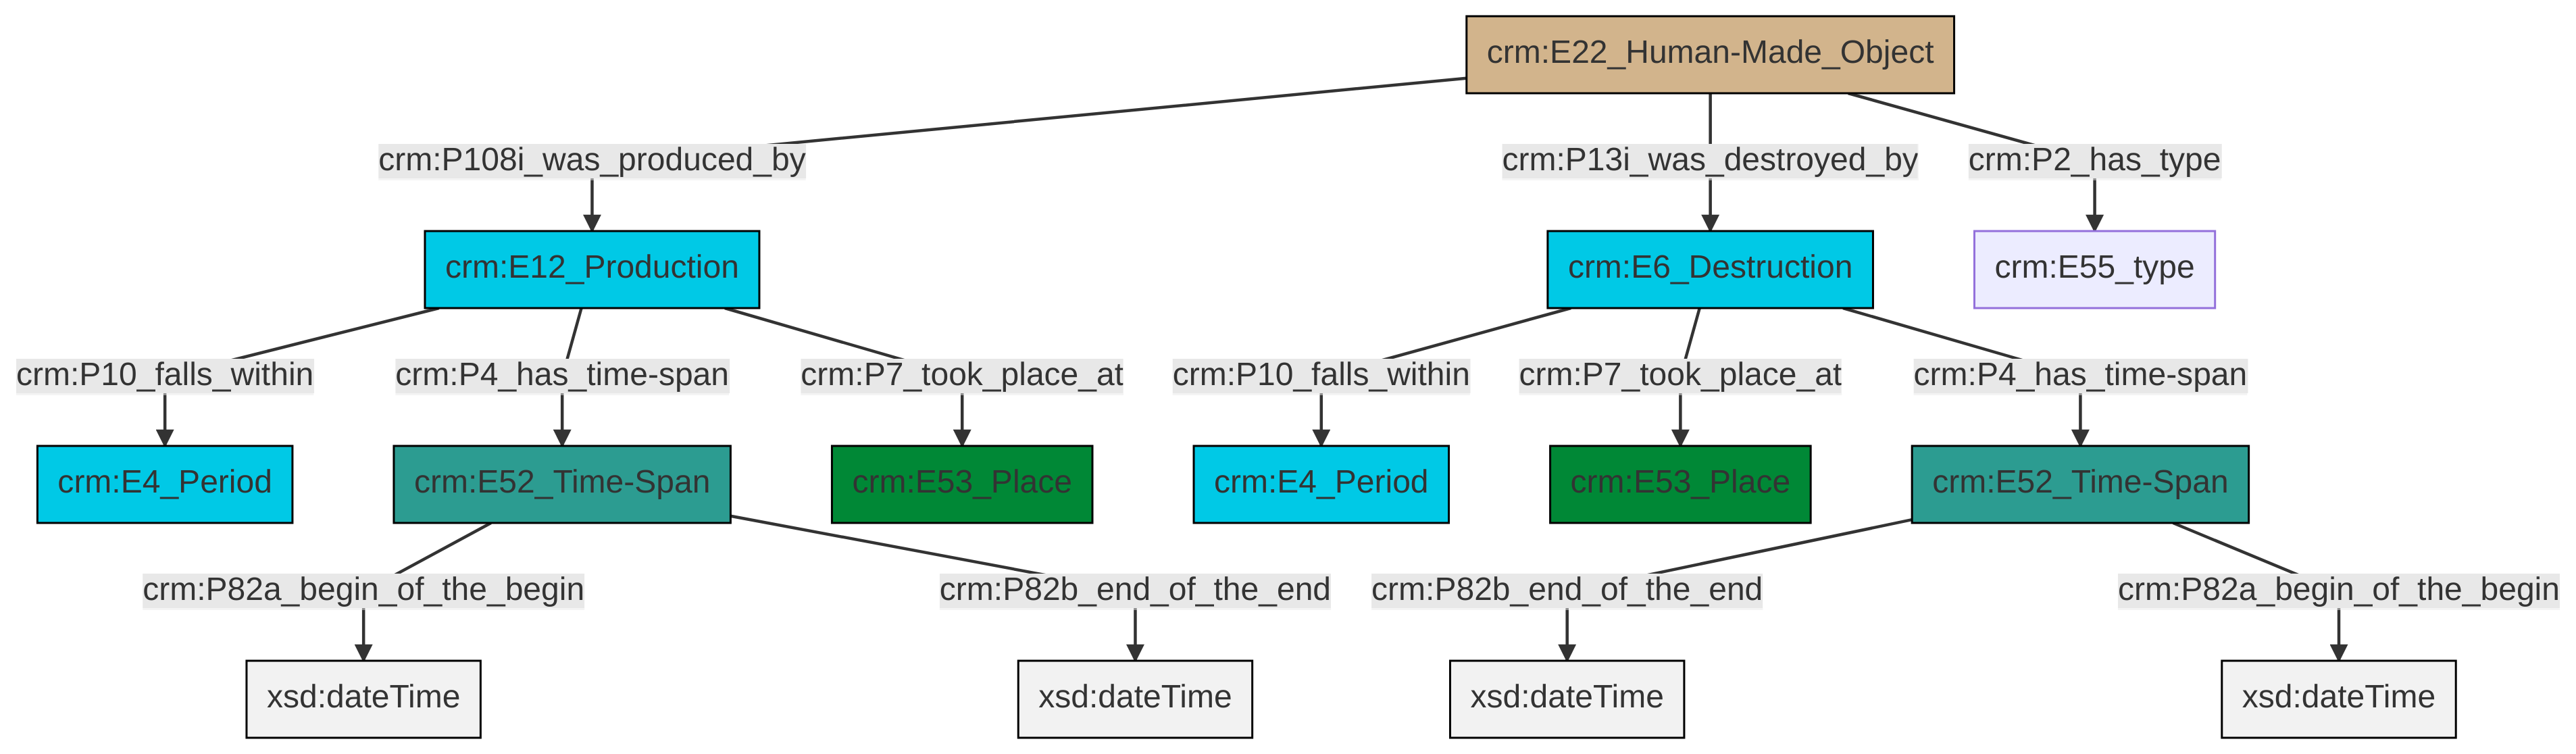 crm:E22_Human-Made_Object
crm:P108i_was_produced_by
crm:P13i_was_destroyed_by
crm:P2_has_type
crm:E12_Production
crm:E6_Destruction
crm:E55_type
crm:P10_falls_within
crm:P4_has_time-span
crm:P7_took_place_at
crm:P10_falls_within
crm:P7_took_place_at
crm:P4_has_time-span
crm:E4_Period
crm:E52_Time-Span
crm:E53_Place
crm:E4_Period
crm:E53_Place
crm:E52_Time-Span
crm:P82a_begin_of_the_begin
crm:P82b_end_of_the_end
crm:P82b_end_of_the_end
crm:P82a_begin_of_the_begin
xsd:dateTime
xsd:dateTime
xsd:dateTime
xsd:dateTime